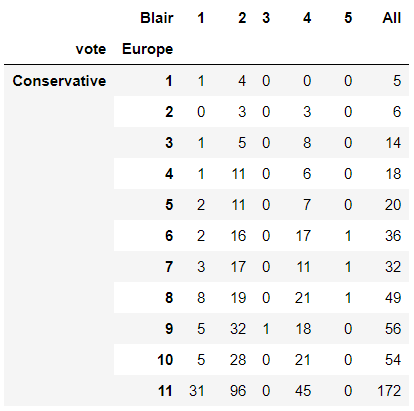 Blair 1 2 3 4 5 All
vote Europe
Conservative 1 1 4 0 0 0 5
2 0 3 0 3 0 6
3 1 5 0 8 0 14
4 1 11 0 6 0 18
5 2 11 0 7 0 20
6 2 16 0 17 1 36
7 3 17 0 11 1 32
8 8 19 0 21 1 49
9 5 32 1 18 0 56
10 5 28 0 21 0 54
11 31 96 0 45 0 172